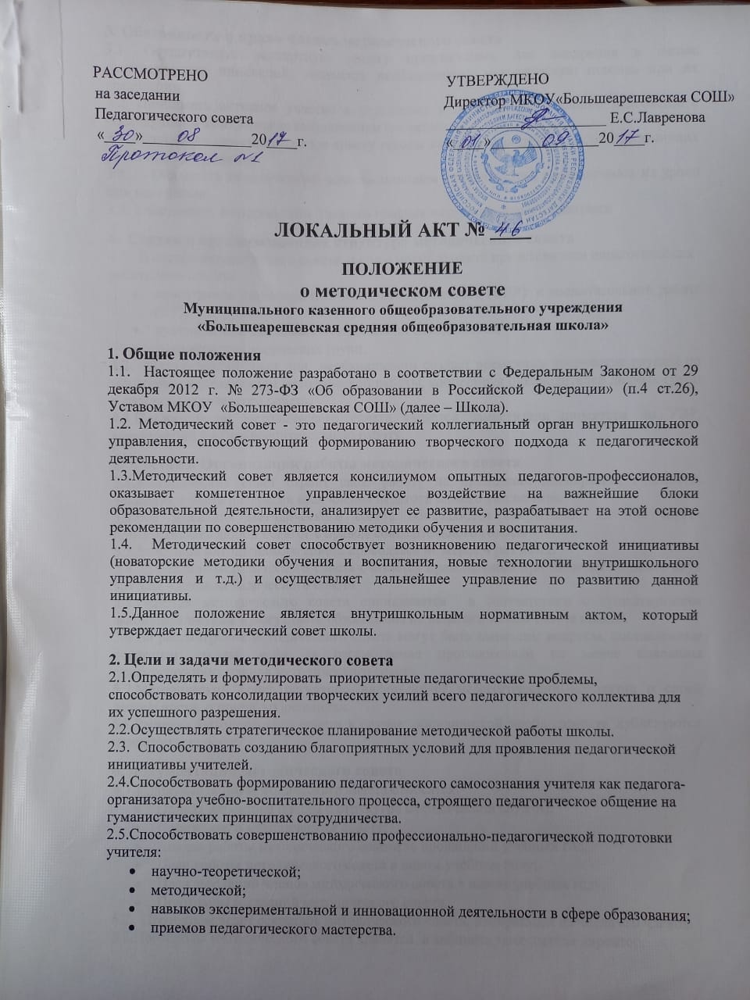 РАССМОТРЕНО
на заседании
Педагогического совета
«30» 08 2017 г.
Протокол №1
УТВЕРЖДЕНО
Директор МКОУ«Большеарешевская СОШ»
Е.С.Лавренова
«01» 09 2017 г.
ЛОКАЛЬНЫЙ АКТ № 46
ПОЛОЖЕНИЕ
о методическом совете
Муниципального казенного общеобразовательного учреждения
«Большеарешевская средняя общеобразовательная школа»
1. Общие положения
1.1. Настоящее положение разработано в соответствии с Федеральным Законом от 29
декабря 2012 г. № 273-ФЗ «Об образовании в Российской Федерации» (п.4 ст.26),
Уставом МКОУ «Большеарешевская СОШ» (далее – Школа).
1.2. Методический совет - это педагогический коллегиальный орган внутришкольного
управления, способствующий формированию творческого подхода к педагогической
деятельности.
1.3.Методический совет является консилиумом опытных педагогов-профессионалов,
оказывает компетентное управленческое воздействие на важнейшие блоки
образовательной деятельности, анализирует ее развитие, разрабатывает на этой основе
рекомендации по совершенствованию методики обучения и воспитания.
1.4. Методический совет способствует возникновению педагогической инициативы
(новаторские методики обучения и воспитания, новые технологии внутришкольного
управления и т.д.) и осуществляет дальнейшее управление по развитию данной
инициативы.
1.5.Данное положение является внутришкольным нормативным актом, который
утверждает педагогический совет школы.
2. Цели и задачи методического совета
2.1.Определять и формулировать приоритетные педагогические проблемы,
способствовать консолидации творческих усилий всего педагогического коллектива для
их успешного разрешения.
2.2.Осуществлять стратегическое планирование методической работы школы.
2.3. Способствовать созданию благоприятных условий для проявления педагогической
инициативы учителей.
2.4.Способствовать формированию педагогического самосознания учителя как педагога-
организатора учебно-воспитательного процесса, строящего педагогическое общение на
гуманистических принципах сотрудничества.
2.5.Способствовать совершенствованию профессионально-педагогической подготовки
учителя:
• научно-теоретической;
• методической;
• навыков экспериментальной и инновационной деятельности в сфере образования;
• приемов педагогического мастерства.